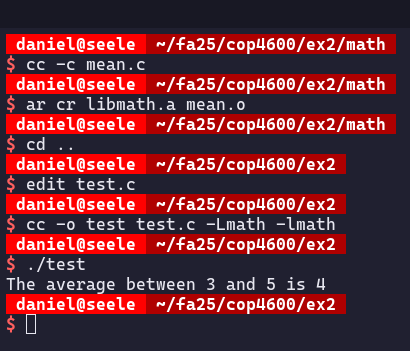 daniel@seele ~/fa25/cop4600/ex2/math
$ cc -c mean.c
daniel@seele ~/fa25/cop4600/ex2/math
$ ar cr libmath.a mean.o
daniel@seele ~/fa25/cop4600/ex2/math
$ cd ..
daniel@seele ~/fa25/cop4600/ex2
$ edit test.c
daniel@seele ~/fa25/cop4600/ex2
$ cc -o test test.c -Lmath -lmath
daniel@seele ~/fa25/cop4600/ex2
$ ./test
The average between 3 and 5 is 4
daniel@seele ~/fa25/cop4600/ex2
$